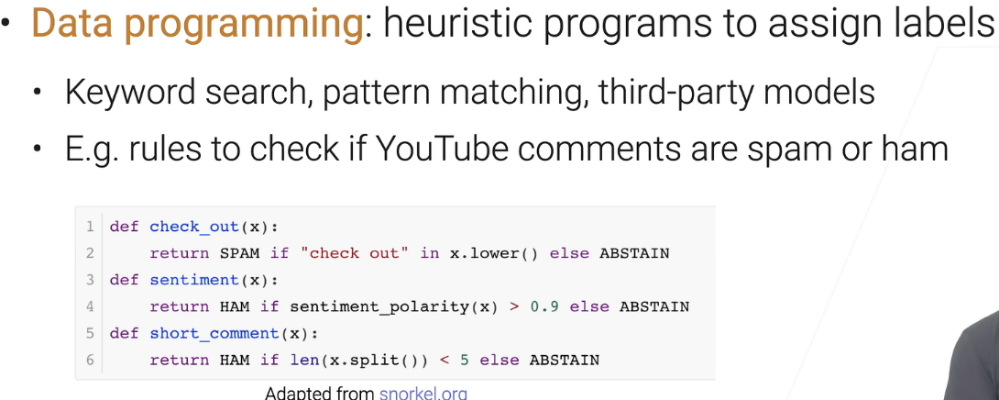 • Data programming: heuristic programs to assign labels
• Keyword search, pattern matching, third-party models
• E.g. rules to check if YouTube comments are spam or ham
1 def check_out(x):
2     return SPAM if "check out" in x.lower() else ABSTAIN
3 def sentiment(x):
4     return HAM if sentiment_polarity(x) > 0.9 else ABSTAIN
5 def short_comment(x):
6     return HAM if len(x.split()) < 5 else ABSTAIN
Adapted from snorkel.org